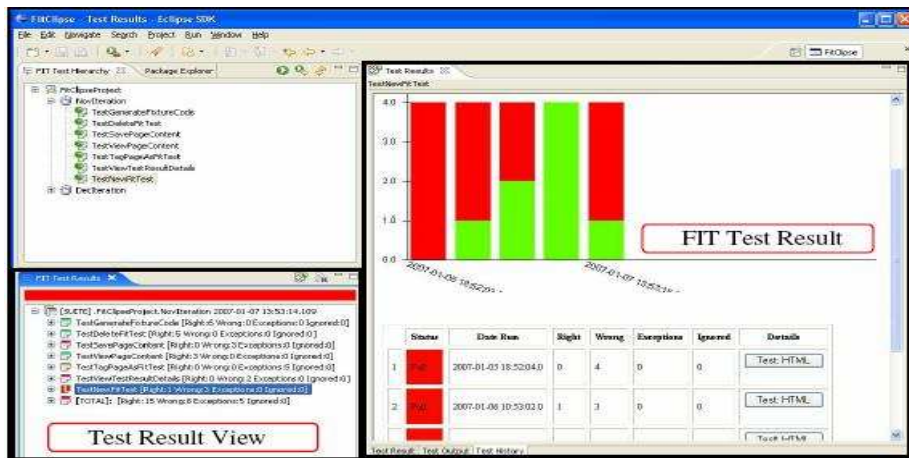 FitClipse - Test Results - Eclipse SDK
File Edit Navigate Search Project Run Window Help
FitClipse
FIT Test Hierarchy Package Explorer
FitClipseProject
NovIteration
TestGenerateFixtureCode
TestDeleteFitTest
TestSavePageContent
TestViewPageContent
TestTagPageAsFitTest
TestViewTestResultDetails
TestNewFitTest
DecIteration
FIT Test Results
[SUITE] .FitClipseProject.NovIteration 2007-01-07 13:53:14.109
TestGenerateFixtureCode [Right:6 Wrong:0 Exceptions:0 Ignored:0]
TestDeleteFitTest [Right:5 Wrong:0 Exceptions:0 Ignored:0]
TestSavePageContent [Right:0 Wrong:3 Exceptions:0 Ignored:0]
TestViewPageContent [Right:3 Wrong:0 Exceptions:0 Ignored:0]
TestTagPageAsFitTest [Right:0 Wrong:0 Exceptions:5 Ignored:0]
TestViewTestResultDetails [Right:0 Wrong:2 Exceptions:0 Ignored:0]
TestNewFitTest [Right:1 Wrong:3 Exceptions:0 Ignored:0]
[TOTAL]: [Right:15 Wrong:8 Exceptions:5 Ignored:0]
Test Result View
Test Results
TestNewFitTest
4.0
3.0
2.0
1.0
0.0
FIT Test Result
Status Date Run Right Wrong Exceptions Ignored Details
1 Fail 2007-01-05 18:52:04.0 0 4 0 0 Test HTML
2 Fail 2007-01-06 10:53:02.0 1 3 0 0 Test HTML
Test HTML
Test Result Test Output Test History